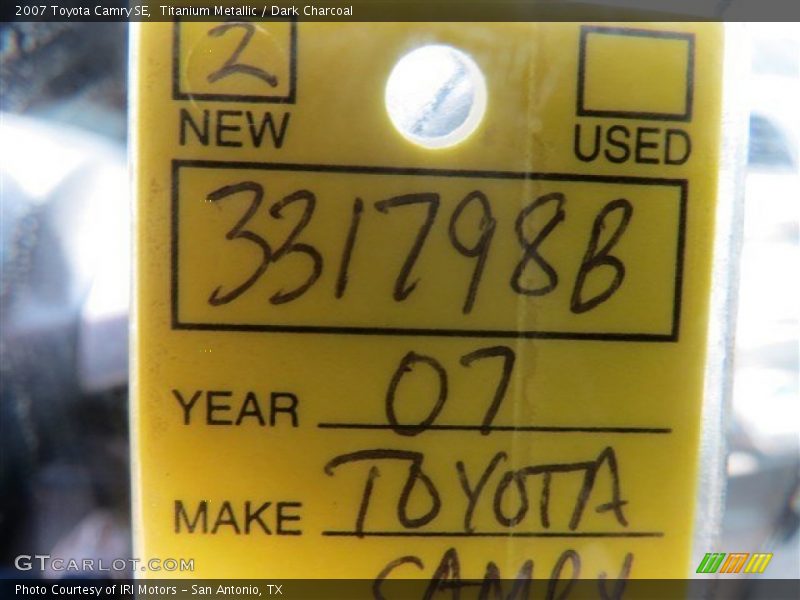 2007 Toyota Camry SE,  Titanium Metallic / Dark Charcoal
2
NEW USED
331798B
YEAR 07
MAKE TOYOTA
CAMRY
GTCARLOT.COM
Photo Courtesy of IRI Motors – San Antonio, TX